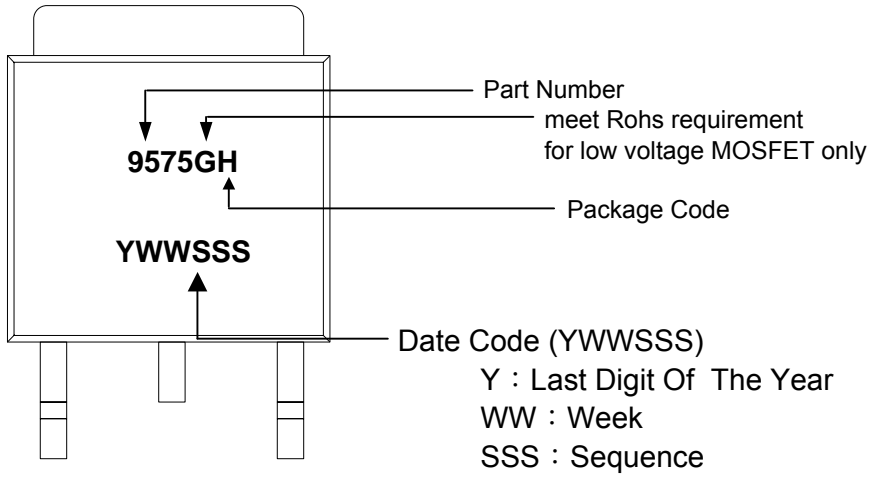 Part Number
meet Rohs requirement
for low voltage MOSFET only
9575GH
Package Code
YWWSSS
Date Code (YWWSSS)
Y：Last Digit Of The Year
WW：Week
SSS：Sequence